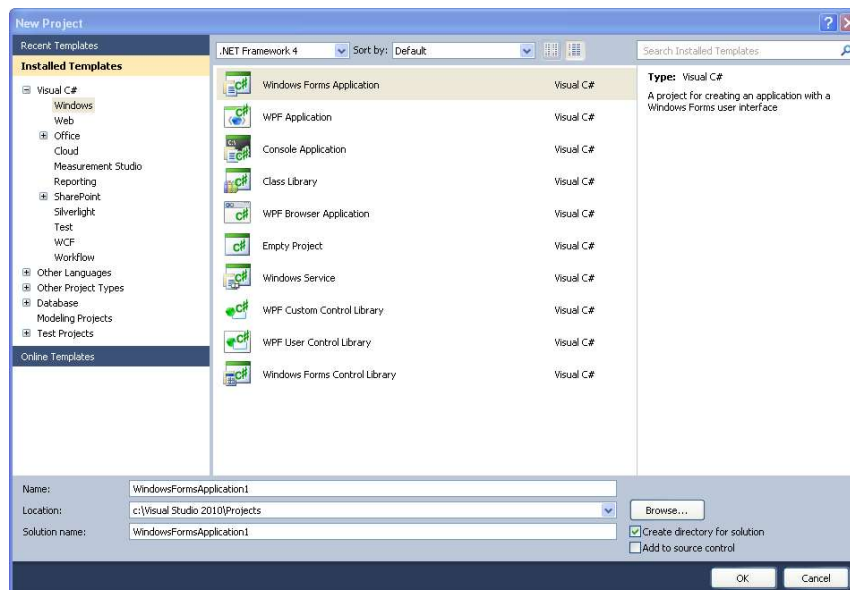 New Project
Recent Templates
Installed Templates
Visual C#
Windows
Web
Office
Cloud
Measurement Studio
Reporting
SharePoint
Silverlight
Test
WCF
Workflow
Other Languages
Other Project Types
Database
Modeling Projects
Test Projects
Online Templates
.NET Framework 4 Sort by: Default
Windows Forms Application Visual C#
WPF Application Visual C#
Console Application Visual C#
Class Library Visual C#
WPF Browser Application Visual C#
Empty Project Visual C#
Windows Service Visual C#
WPF Custom Control Library Visual C#
WPF User Control Library Visual C#
Windows Forms Control Library Visual C#
Search Installed Templates
Type: Visual C#
A project for creating an application with a
Windows Forms user interface
Name: WindowsFormsApplication1
Location: c:\Visual Studio 2010\Projects Browse...
Solution name: WindowsFormsApplication1
Create directory for solution
Add to source control
OK Cancel